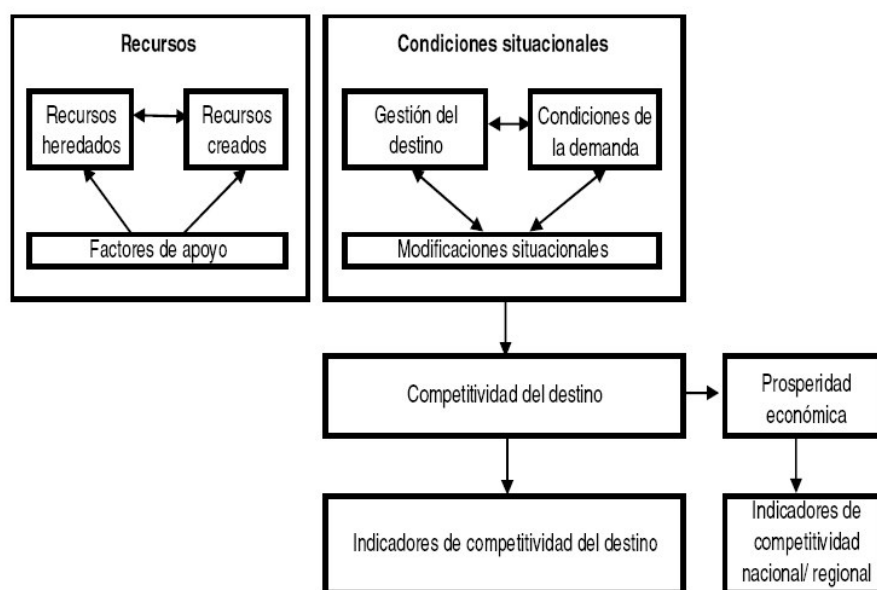 Recursos
Recursos
heredados
Recursos
creados
Factores de apoyo
Condiciones situacionales
Gestión del
destino
Condiciones de
la demanda
Modificaciones situacionales
Competitividad del destino
Prosperidad
económica
Indicadores de competitividad del destino
Indicadores de
competitividad
nacional/ regional